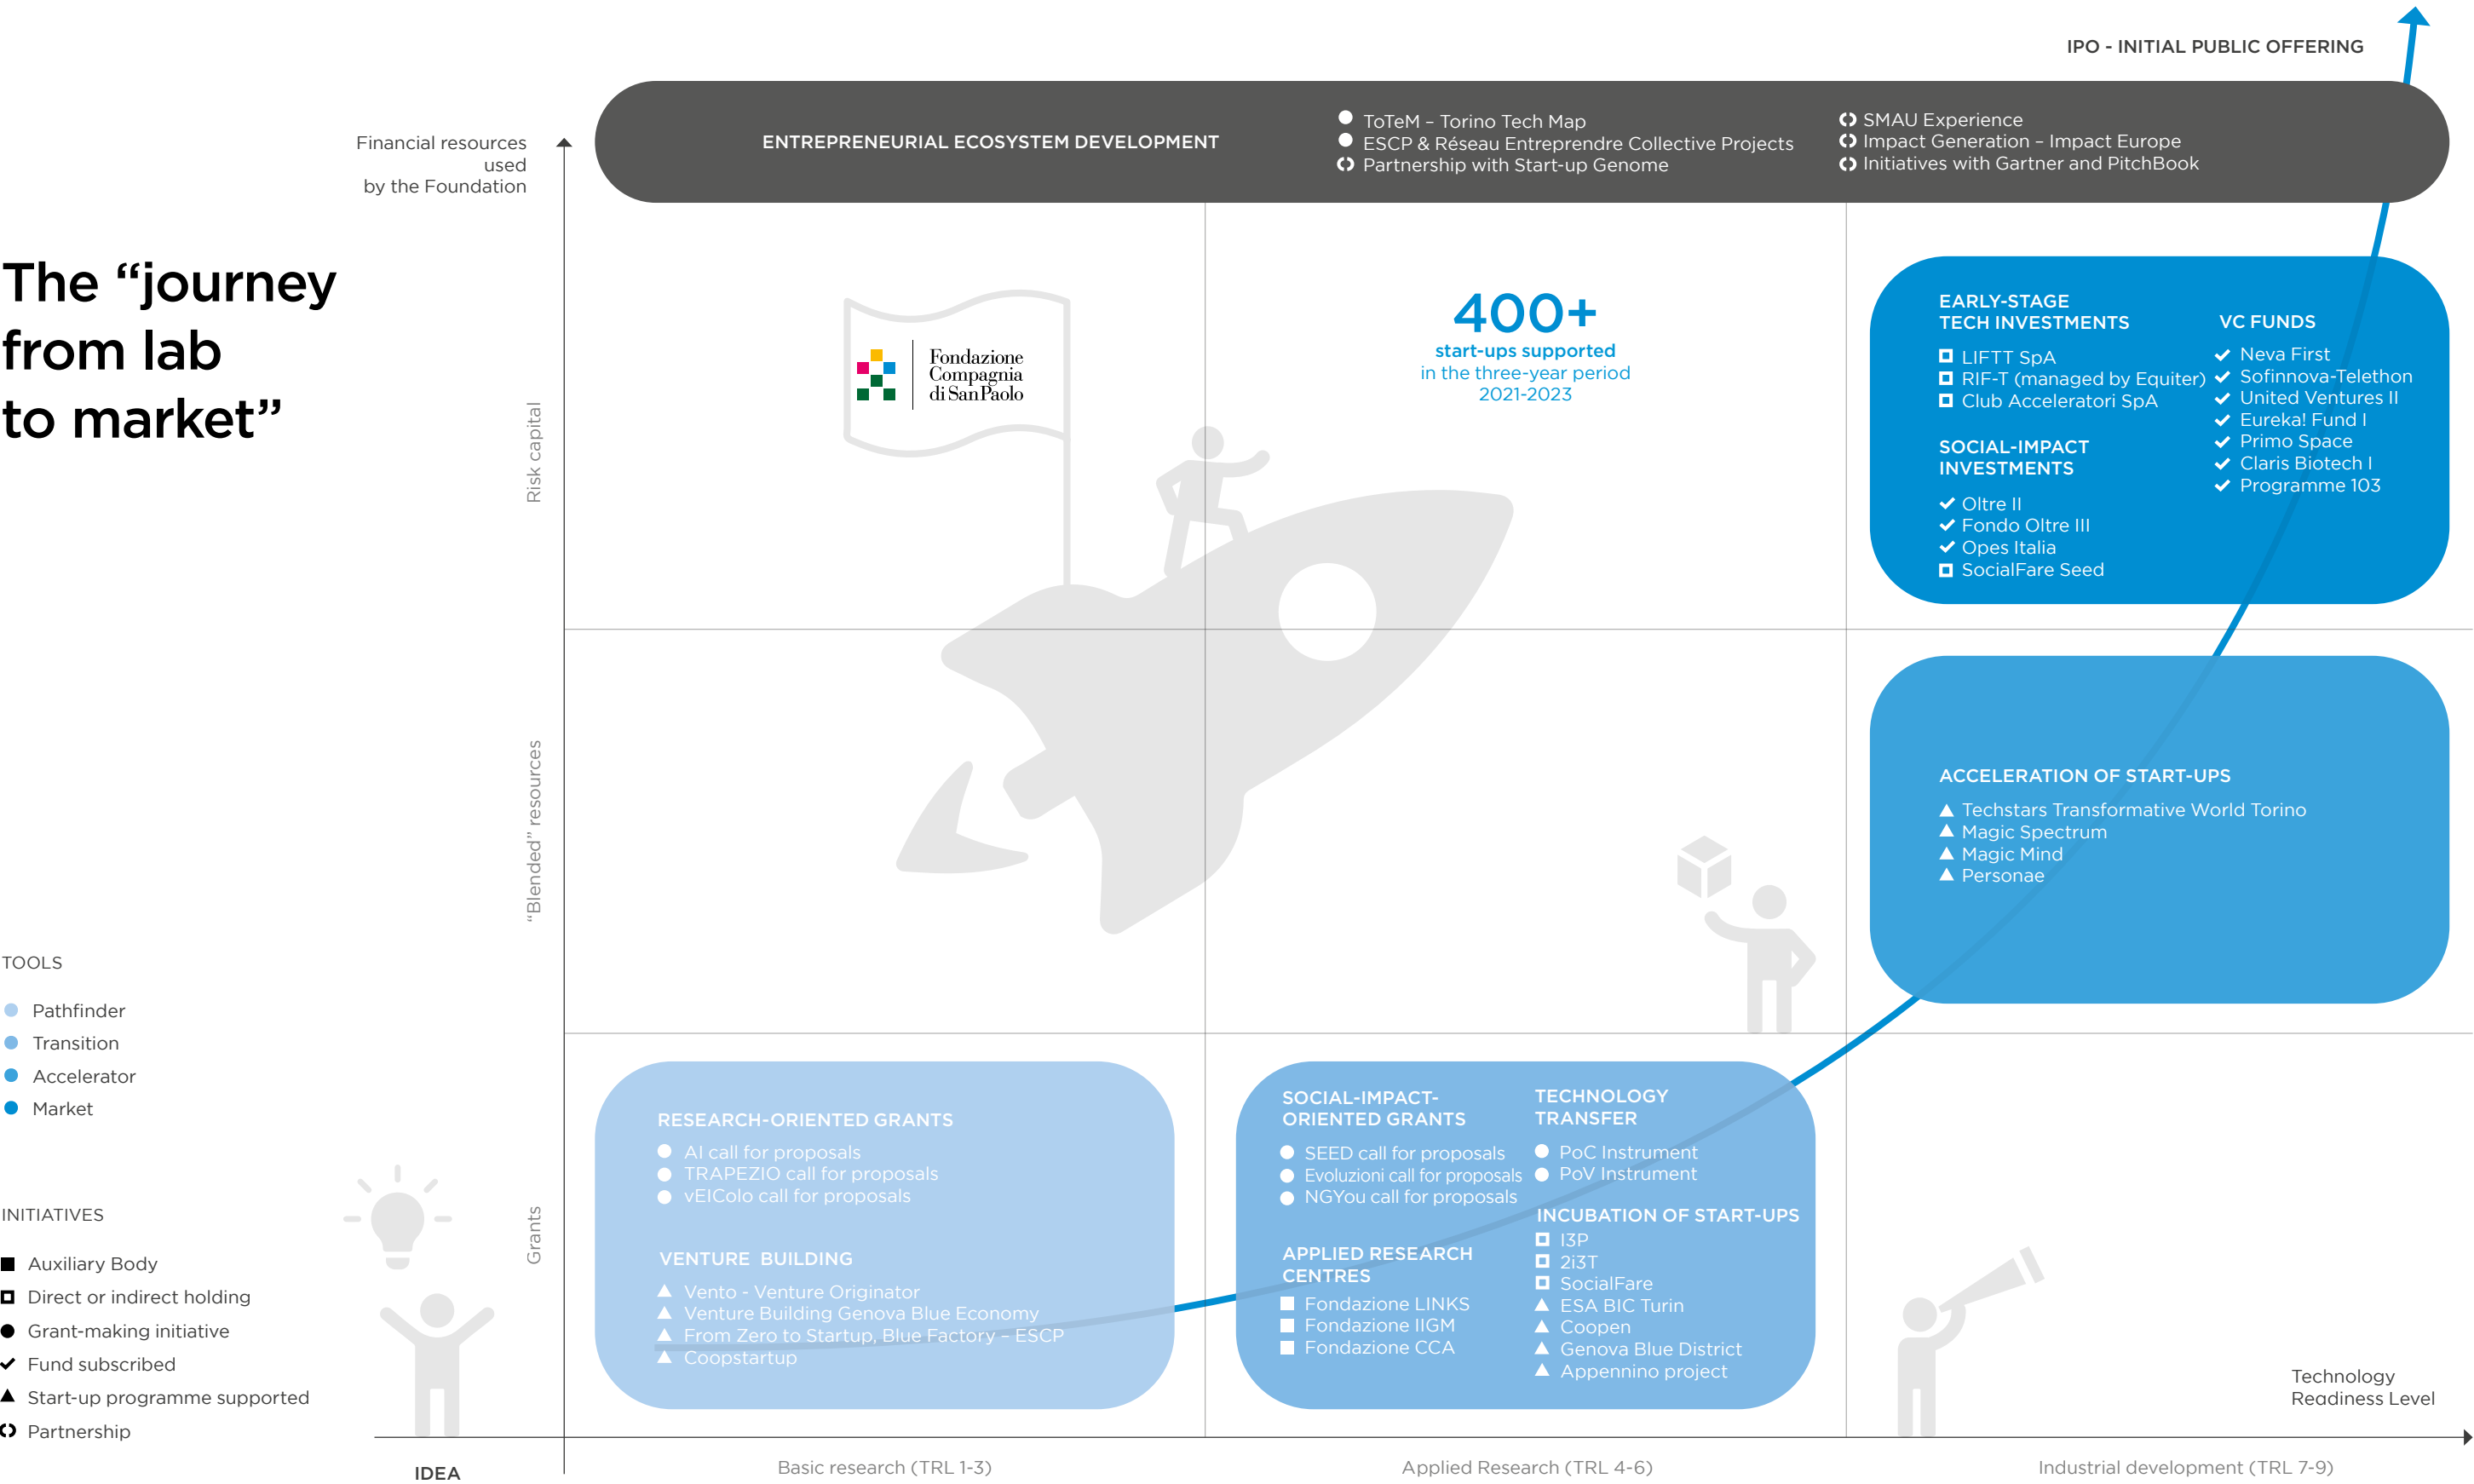 IPO - INITIAL PUBLIC OFFERING
Financial resources
used
by the Foundation
ENTREPRENEURIAL ECOSYSTEM DEVELOPMENT
ToTeM – Torino Tech Map
ESCP & Réseau Entreprendre Collective Projects
Partnership with Start-up Genome
SMAU Experience
Impact Generation – Impact Europe
Initiatives with Gartner and PitchBook
The “journey
from lab
to market”
Risk capital
Fondazione
Compagnia
di San Paolo
400+
start-ups supported
in the three-year period
2021-2023
EARLY-STAGE
TECH INVESTMENTS
LIFTT SpA
RIF-T (managed by Equiter)
Club Acceleratori SpA
SOCIAL-IMPACT
INVESTMENTS
Oltre II
Fondo Oltre III
Opes Italia
SocialFare Seed
VC FUNDS
Neva First
Sofinnova-Telethon
United Ventures II
Eureka! Fund I
Primo Space
Claris Biotech I
Programme 103
“Blended” resources
ACCELERATION OF START-UPS
Techstars Transformative World Torino
Magic Spectrum
Magic Mind
Personae
TOOLS
Pathfinder
Transition
Accelerator
Market
INITIATIVES
Auxiliary Body
Direct or indirect holding
Grant-making initiative
Fund subscribed
Start-up programme supported
Partnership
Grants
RESEARCH-ORIENTED GRANTS
AI call for proposals
TRAPEZIO call for proposals
vEIColo call for proposals
VENTURE BUILDING
Vento - Venture Originator
Venture Building Genova Blue Economy
From Zero to Startup, Blue Factory – ESCP
Coopstartup
SOCIAL-IMPACT-
ORIENTED GRANTS
SEED call for proposals
Evoluzioni call for proposals
NGYou call for proposals
APPLIED RESEARCH
CENTRES
Fondazione LINKS
Fondazione IIGM
Fondazione CCA
TECHNOLOGY
TRANSFER
PoC Instrument
PoV Instrument
INCUBATION OF START-UPS
I3P
2i3T
SocialFare
ESA BIC Turin
Coopen
Genova Blue District
Appennino project
Technology
Readiness Level
IDEA
Basic research (TRL 1-3)
Applied Research (TRL 4-6)
Industrial development (TRL 7-9)